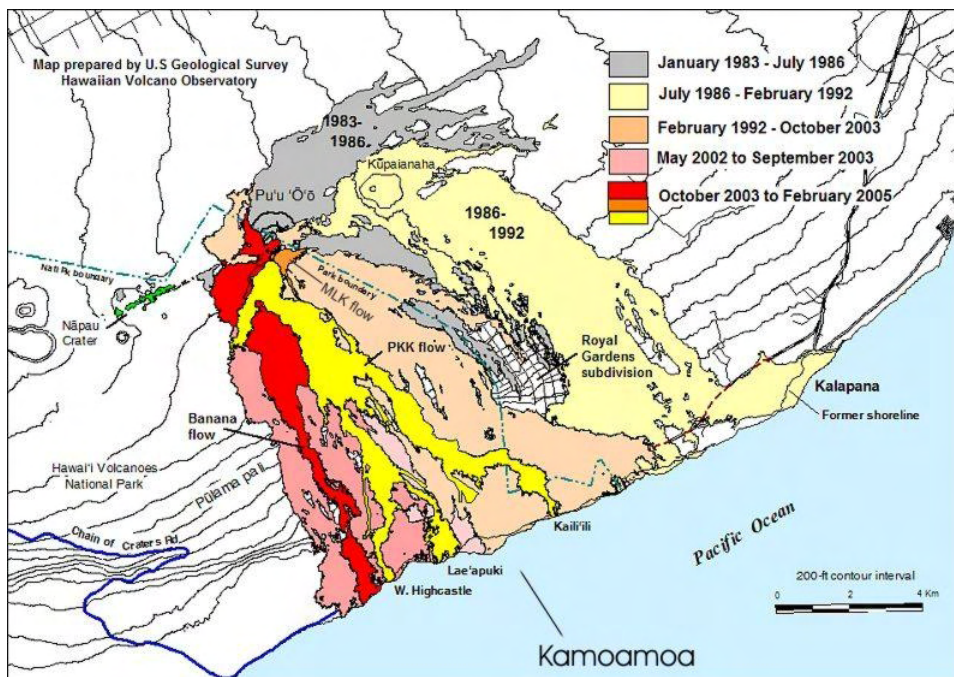 Map prepared by U.S Geological Survey
Hawaiian Volcano Observatory
January 1983 - July 1986
July 1986 - February 1992
February 1992 - October 2003
May 2002 to September 2003
October 2003 to February 2005
1983-
1986
Kūpaianaha
Pu'u 'Ō'ō
1986-
1992
Nat'l Pk boundary
Park boundary
MLK flow
Nāpau
Crater
PKK flow
Royal
Gardens
subdivision
Kalapana
Former shoreline
Banana
flow
Hawai'i Volcanoes
National Park
Pūlama pali
Chain of Craters Rd.
Kaili'ili
Pacific Ocean
Lae'apuki
W. Highcastle
200-ft contour interval
0 2 4 Km
Kamoamoa